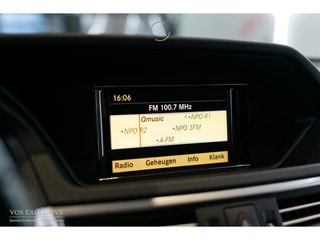 16:06
FM 100.7 MHz
Qmusic
NPO R1
NPO R2
NPO 3FM
A-FM
Radio Geheugen Info Klank
VOS EXCLUSIVE